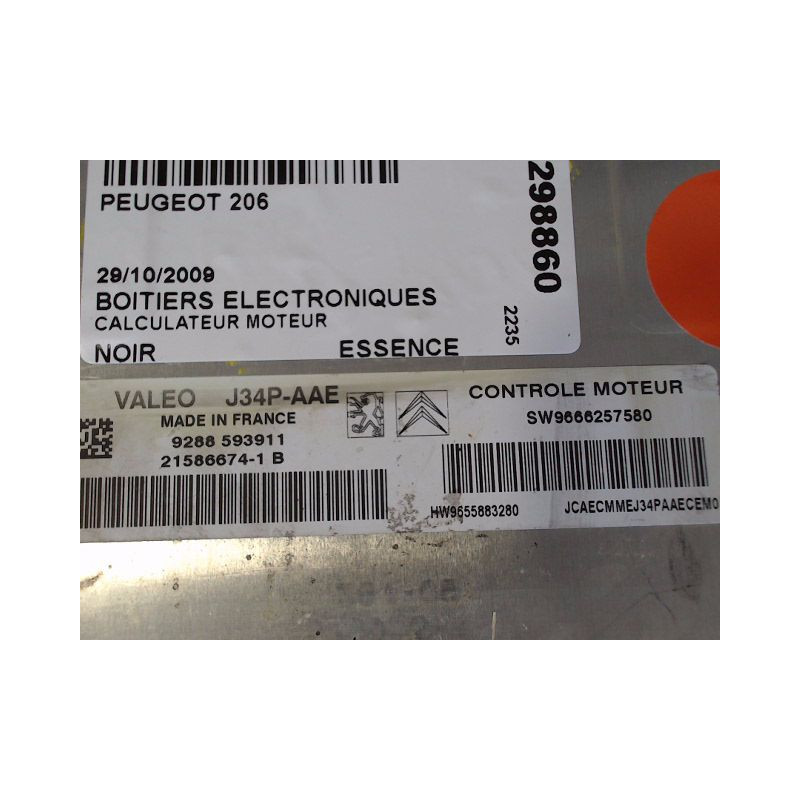 PEUGEOT 206
298860
29/10/2009
BOITIERS ELECTRONIQUES
CALCULATEUR MOTEUR
2235
NOIR ESSENCE
VALEO J34P-AAE
MADE IN FRANCE
9288 593911
21586674-1 B
CONTROLE MOTEUR
SW9666257580
HW9655883280 JCAECMMEJ34PAAECEM0